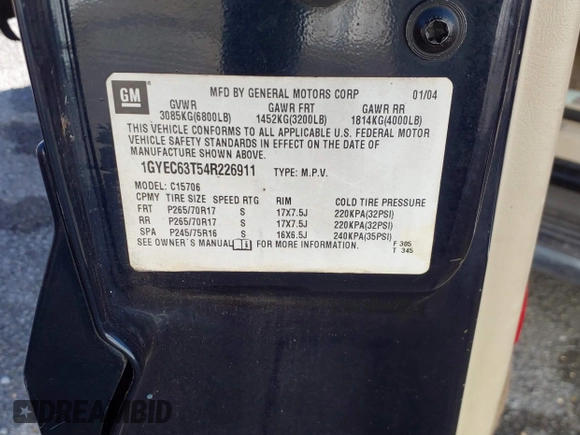 GM
MFD BY GENERAL MOTORS CORP 01/04
GVWR GAWR FRT GAWR RR
3085KG(6800LB) 1452KG(3200LB) 1814KG(4000LB)
THIS VEHICLE CONFORMS TO ALL APPLICABLE U.S. FEDERAL MOTOR
VEHICLE SAFETY STANDARDS IN EFFECT ON THE DATE OF
MANUFACTURE SHOWN ABOVE.
1GYEC63T54R226911 TYPE: M.P.V.
MODEL: C15706
CPMY TIRE SIZE SPEED RTG RIM COLD TIRE PRESSURE
FRT P265/70R17 S 17X7.5J 220KPA(32PSI)
RR P265/70R17 S 17X7.5J 220KPA(32PSI)
SPA P245/75R16 S 16X6.5J 240KPA(35PSI)
SEE OWNER'S MANUAL i FOR MORE INFORMATION.
F 305
T 345
DREAMBID